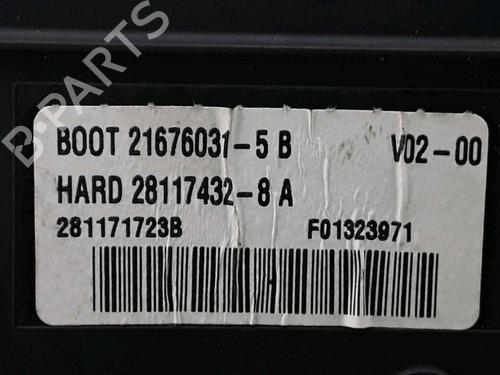 BOOT 21676031-5 B V02-00
HARD 28117432-8 A
281171723B F01323971
B-PARTS